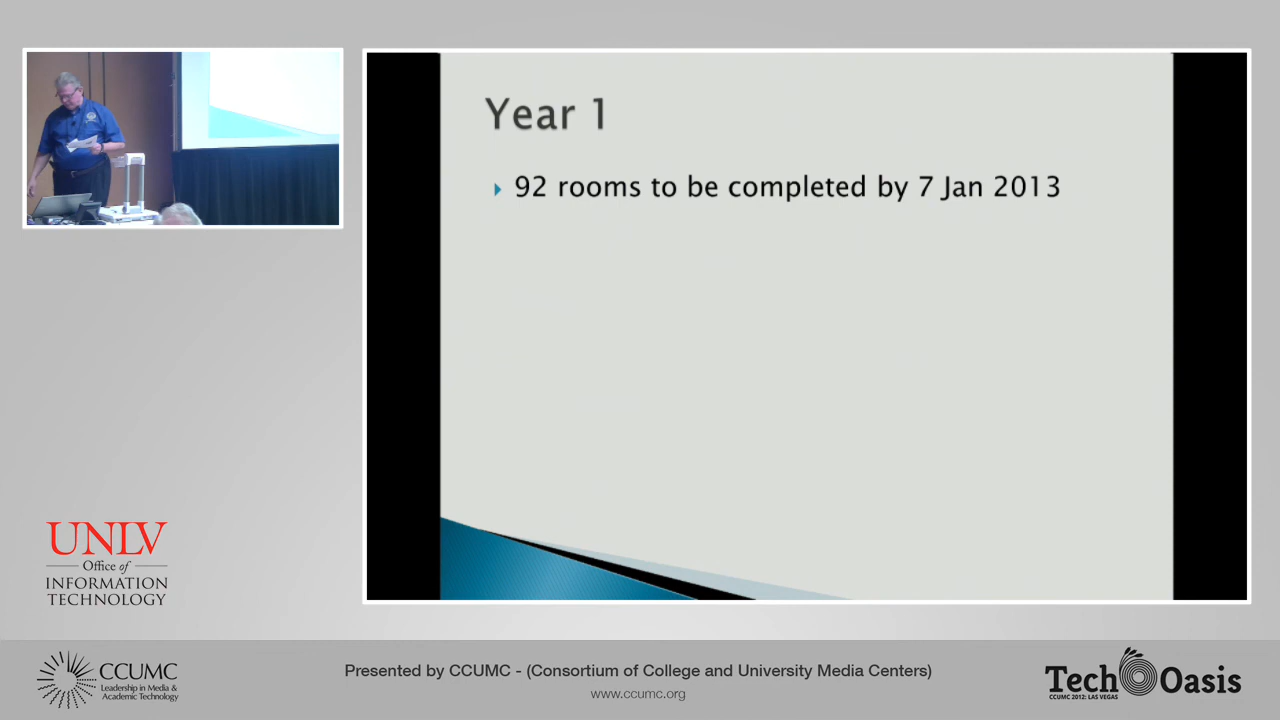 Year 1
92 rooms to be completed by 7 Jan 2013
UNLV
Office of
INFORMATION
TECHNOLOGY
CCUMC
Leadership in Media &
Academic Technology
Presented by CCUMC - (Consortium of College and University Media Centers)
www.ccumc.org
Tech Oasis
CCUMC 2012: LAS VEGAS